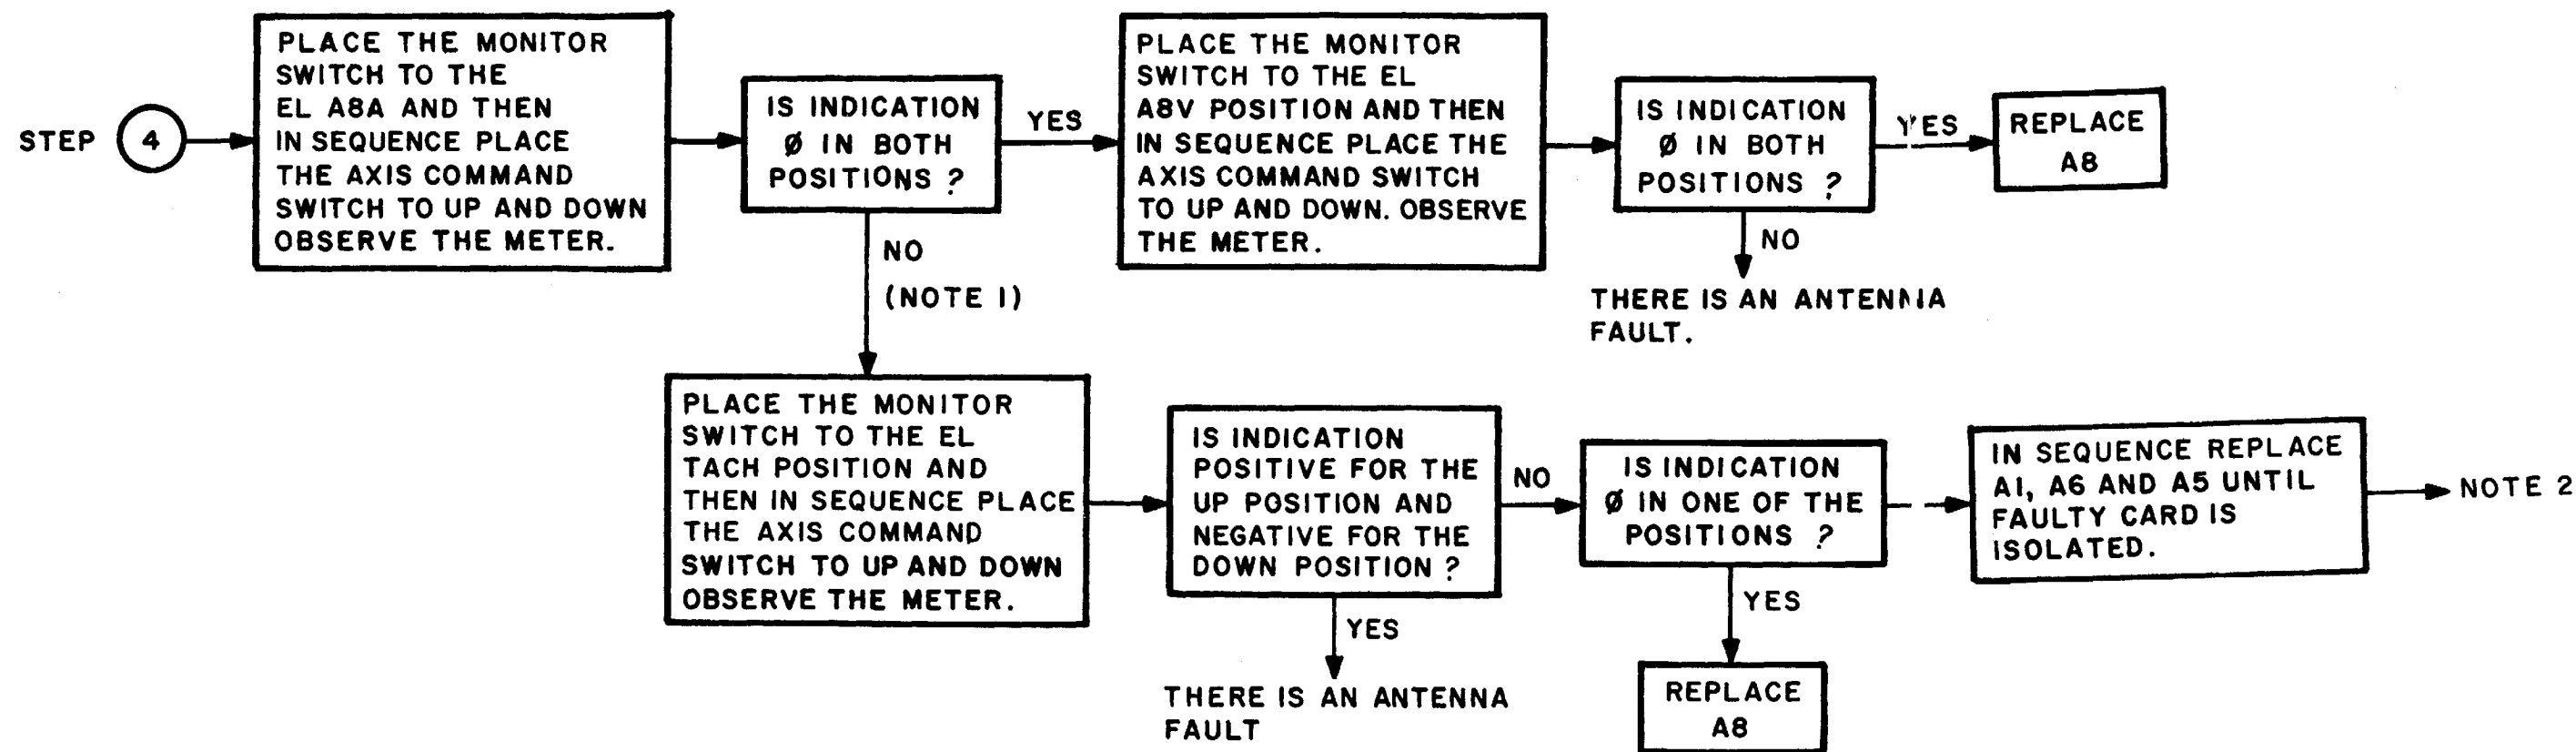 STEP 4
PLACE THE MONITOR
SWITCH TO THE
EL A8A AND THEN
IN SEQUENCE PLACE
THE AXIS COMMAND
SWITCH TO UP AND DOWN
OBSERVE THE METER.
IS INDICATION
Ø IN BOTH
POSITIONS ?
YES
PLACE THE MONITOR
SWITCH TO THE EL
A8V POSITION AND THEN
IN SEQUENCE PLACE THE
AXIS COMMAND SWITCH
TO UP AND DOWN. OBSERVE
THE METER.
IS INDICATION
Ø IN BOTH
POSITIONS ?
YES
REPLACE
A8
NO
THERE IS AN ANTENNA
FAULT.
NO
(NOTE 1)
PLACE THE MONITOR
SWITCH TO THE EL
TACH POSITION AND
THEN IN SEQUENCE PLACE
THE AXIS COMMAND
SWITCH TO UP AND DOWN
OBSERVE THE METER.
IS INDICATION
POSITIVE FOR THE
UP POSITION AND
NEGATIVE FOR THE
DOWN POSITION ?
NO
IS INDICATION
Ø IN ONE OF THE
POSITIONS ?
IN SEQUENCE REPLACE
A1, A6 AND A5 UNTIL
FAULTY CARD IS
ISOLATED.
NOTE 2
YES
THERE IS AN ANTENNA
FAULT
YES
REPLACE
A8